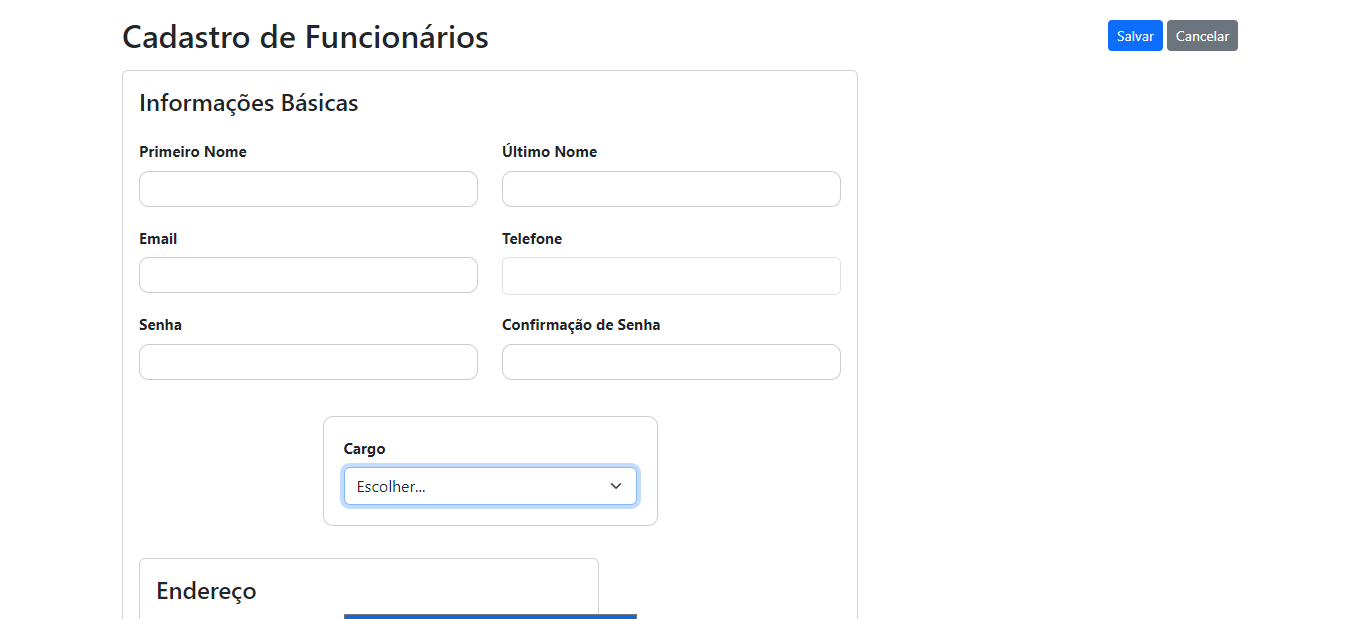 Cadastro de Funcionários
Salvar Cancelar
Informações Básicas
Primeiro Nome Último Nome
Email Telefone
Senha Confirmação de Senha
Cargo
Escolher...
Endereço